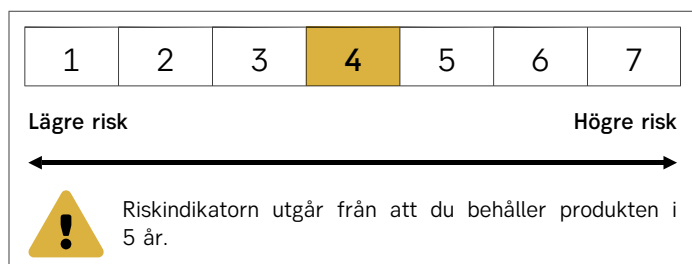 1 2 3 4 5 6 7
Lägre risk Högre risk
Riskindikatorn utgår från att du behåller produkten i
5 år.